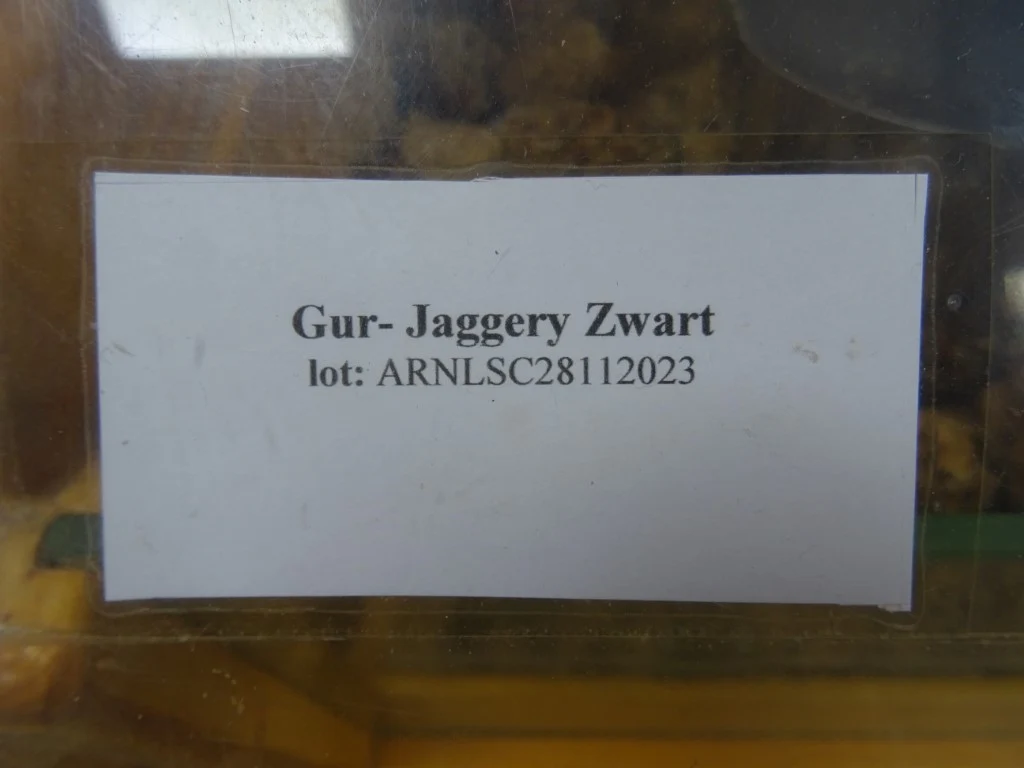 Gur- Jaggery Zwart
lot: ARNLSC28112023